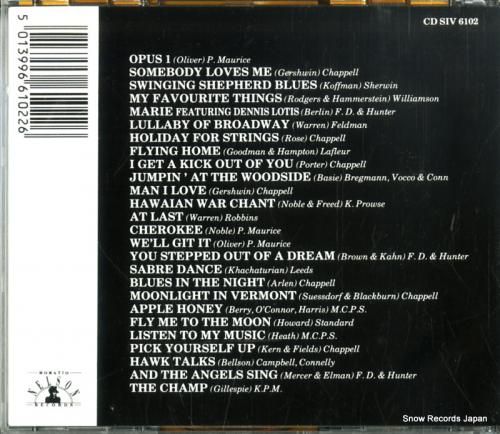 CD SIV 6102
5 013996 610226
OPUS 1 (Oliver) P. Maurice
SOMEBODY LOVES ME (Gershwin) Chappell
SWINGING SHEPHERD BLUES (Koffman) Sherwin
MY FAVOURITE THINGS (Rodgers & Hammerstein) Williamson
MARIE FEATURING DENNIS LOTIS (Berlin) F. D. & Hunter
LULLABY OF BROADWAY (Warren) Feldman
HOLIDAY FOR STRINGS (Rose) Chappell
FLYING HOME (Goodman & Hampton) Lafleur
I GET A KICK OUT OF YOU (Porter) Chappell
JUMPIN' AT THE WOODSIDE (Basie) Bregmann, Vocco & Conn
MAN I LOVE (Gershwin) Chappell
HAWAIAN WAR CHANT (Noble & Freed) K. Prowse
AT LAST (Warren) Robbins
CHEROKEE (Noble) P. Maurice
WE'LL GIT IT (Oliver) P. Maurice
YOU STEPPED OUT OF A DREAM (Brown & Kahn) F. D. & Hunter
SABRE DANCE (Khachaturian) Leeds
BLUES IN THE NIGHT (Arlen) Chappell
MOONLIGHT IN VERMONT (Suessdorf & Blackburn) Chappell
APPLE HONEY (Berry, O'Connor, Harris) M.C.P.S.
FLY ME TO THE MOON (Howard) Standard
LISTEN TO MY MUSIC (Heath) M.C.P.S.
PICK YOURSELF UP (Kern & Fields) Chappell
HAWK TALKS (Bellson) Campbell, Connelly
AND THE ANGELS SING (Mercer & Elman) F. D. & Hunter
THE CHAMP (Gillespie) K.P.M.
HORATIO
NELSON
RECORDS
Snow Records Japan
http://snowrecords.jp